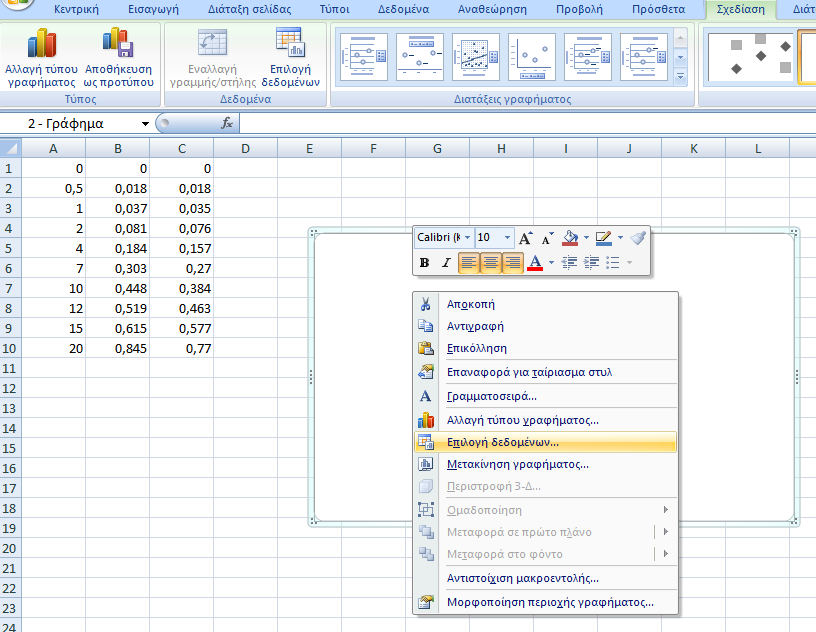 Κεντρική Εισαγωγή Διάταξη σελίδας Τύποι Δεδομένα Αναθεώρηση Προβολή Πρόσθετα Σχεδίαση
Αλλαγή τύπου γραφήματος
Αποθήκευση ως προτύπου
Εναλλαγή γραμμής/στήλης
Επιλογή δεδομένων
Τύπος Δεδομένα Διατάξεις γραφήματος
2 - Γράφημα fx
A B C D E F G H I J K L
1 0 0 0
2 0,5 0,018 0,018
3 1 0,037 0,035
4 2 0,081 0,076
5 4 0,184 0,157
6 7 0,303 0,27
7 10 0,448 0,384
8 12 0,519 0,463
9 15 0,615 0,577
10 20 0,845 0,77
11
12
13
14
15
16
17
18
19
20
21
22
23
24
Calibri 10 A A
B I A
Αποκοπή
Αντιγραφή
Επικόλληση
Επαναφορά για ταίριασμα στυλ
Γραμματοσειρά...
Αλλαγή τύπου γραφήματος...
Επιλογή δεδομένων...
Μετακίνηση γραφήματος...
Περιστροφή 3-Δ...
Ομαδοποίηση
Μεταφορά σε πρώτο πλάνο
Μεταφορά στο φόντο
Αντιστοίχιση μακροεντολής...
Μορφοποίηση περιοχής γραφήματος...